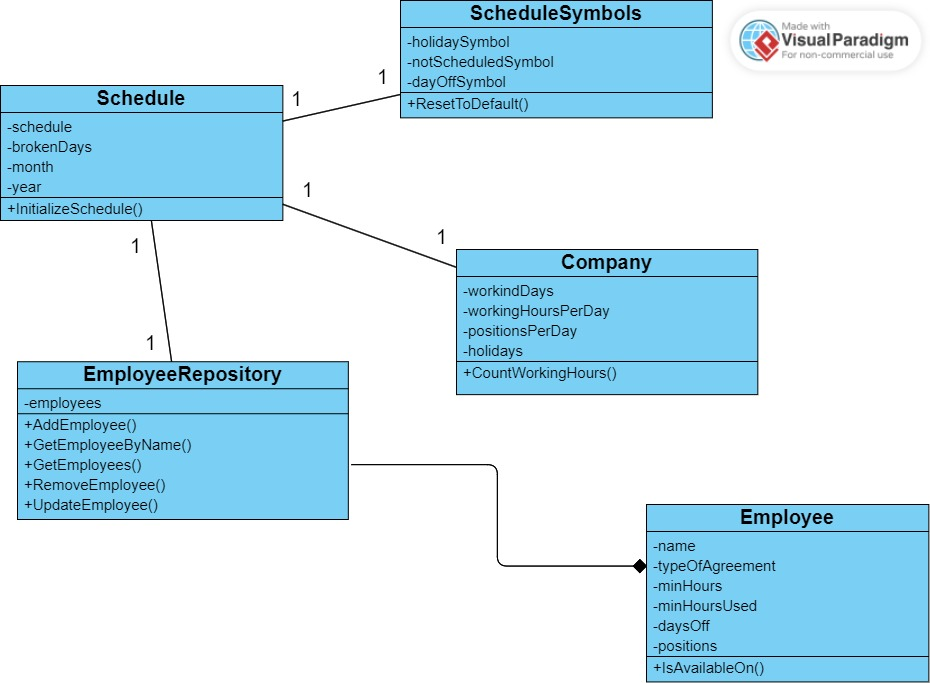 ScheduleSymbols
-holidaySymbol
-notScheduledSymbol
-dayOffSymbol
+ResetToDefault()
Made with
Visual Paradigm
For non-commercial use
1
1
Schedule
-schedule
-brokenDays
-month
-year
+InitializeSchedule()
1
1
1
1
Company
-workindDays
-workingHoursPerDay
-positionsPerDay
-holidays
+CountWorkingHours()
EmployeeRepository
-employees
+AddEmployee()
+GetEmployeeByName()
+GetEmployees()
+RemoveEmployee()
+UpdateEmployee()
Employee
-name
-typeOfAgreement
-minHours
-minHoursUsed
-daysOff
-positions
+IsAvailableOn()